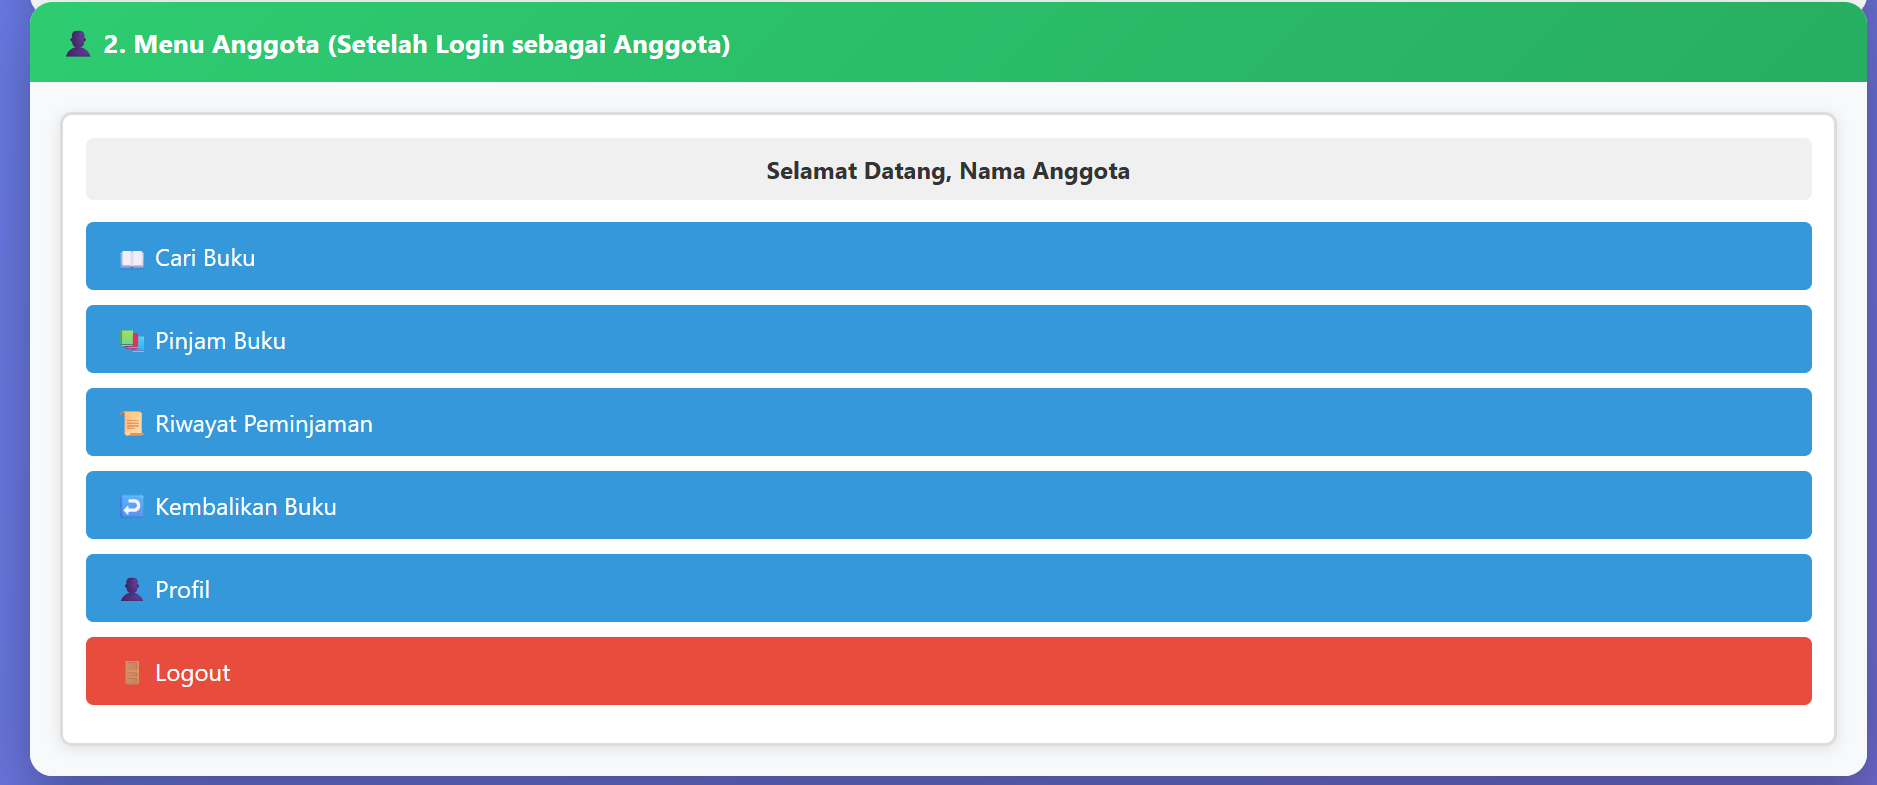 2. Menu Anggota (Setelah Login sebagai Anggota)
Selamat Datang, Nama Anggota
Cari Buku
Pinjam Buku
Riwayat Peminjaman
Kembalikan Buku
Profil
Logout